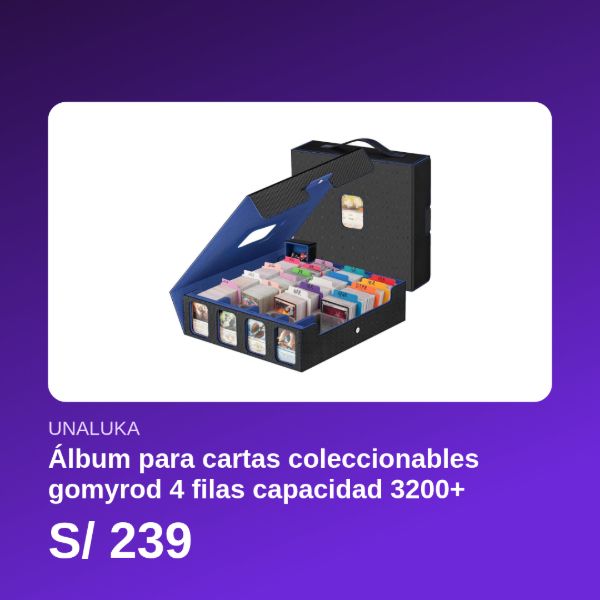 UNALUKA
Álbum para cartas coleccionables
gomyrod 4 filas capacidad 3200+
S/ 239